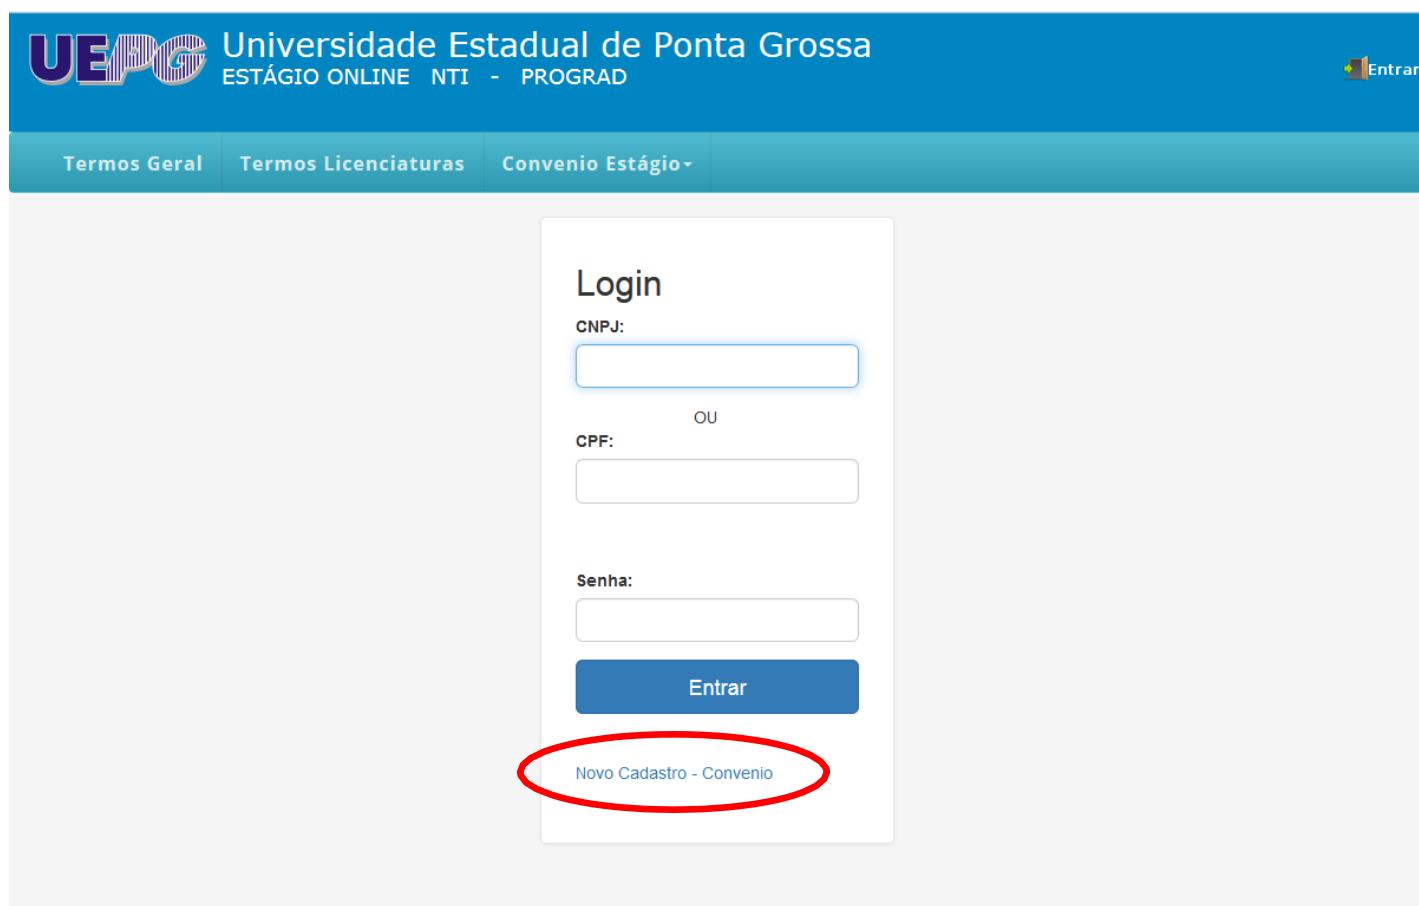 UEPG
Universidade Estadual de Ponta Grossa
ESTÁGIO ONLINE NTI - PROGRAD
Entrar
Termos Geral Termos Licenciaturas Convenio Estágio
Login
CNPJ:
OU
CPF:
Senha:
Entrar
Novo Cadastro - Convenio